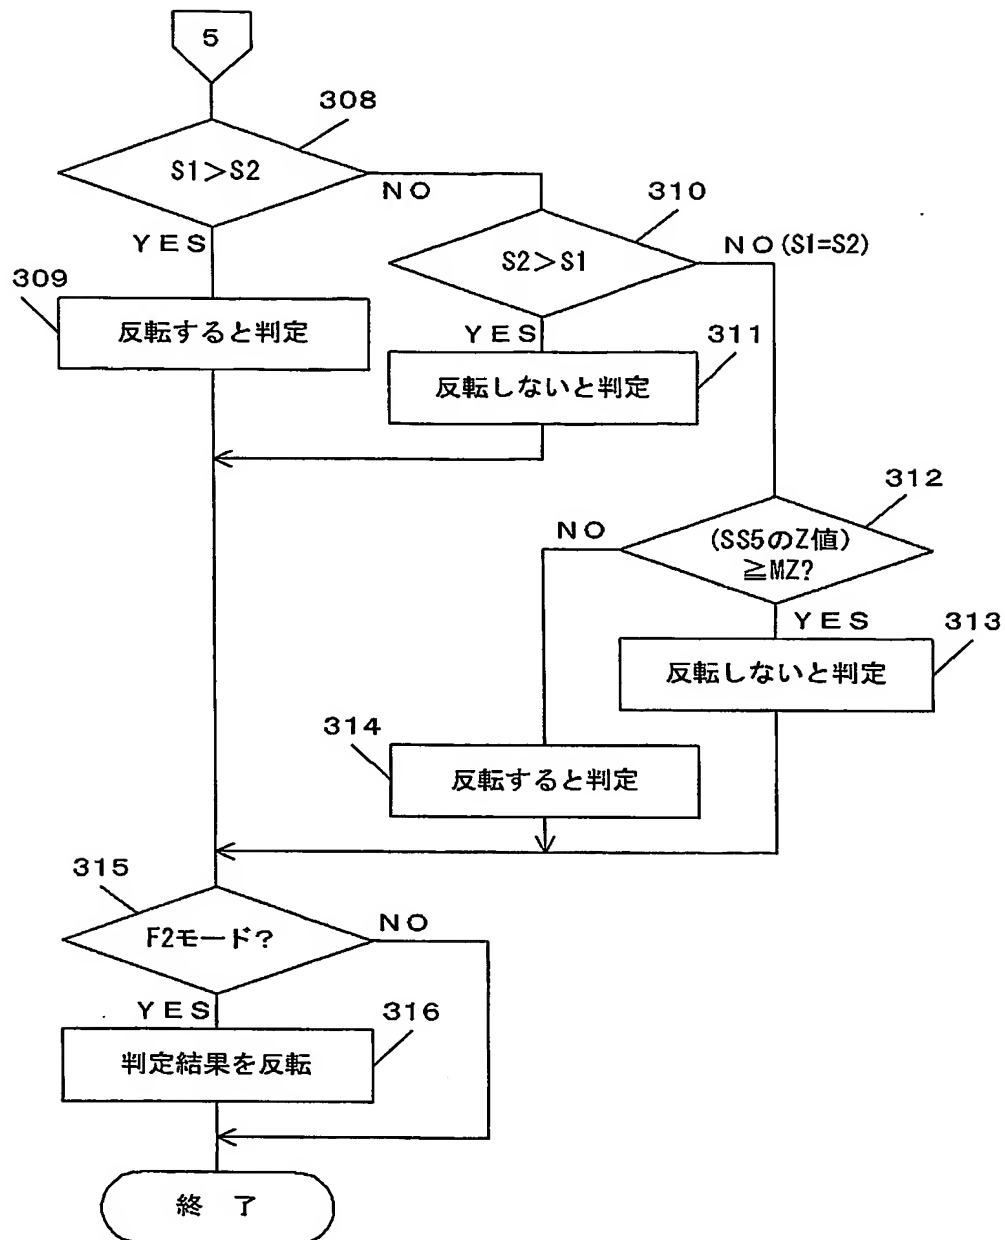 5
308
S1>S2
NO
310
YES
S2>S1
NO(S1=S2)
309
反転すると判定
YES
311
反転しないと判定
312
NO
(SS5のZ値)
≧MZ?
YES
313
反転しないと判定
314
反転すると判定
315
NO
F2モード?
YES
316
判定結果を反転
終 了